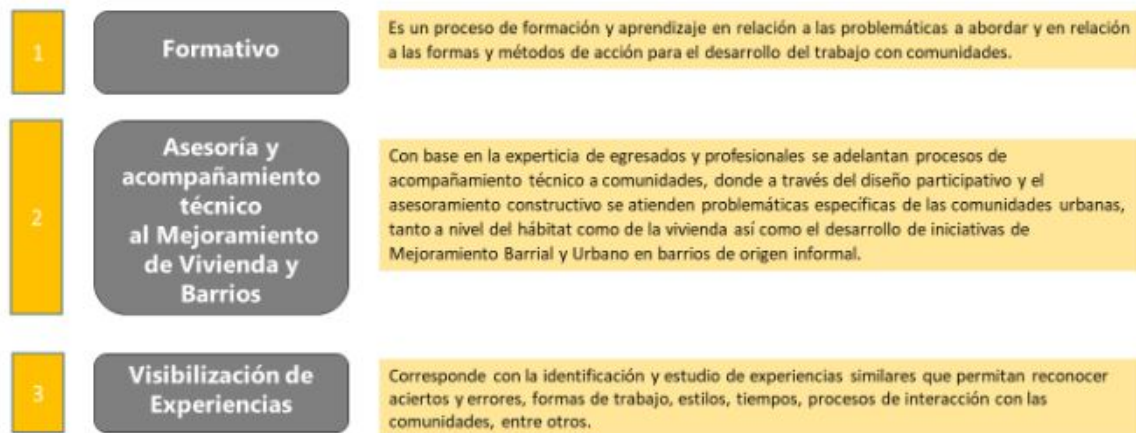 1
Formativo
Es un proceso de formación y aprendizaje en relación a las problemáticas a abordar y en relación
a las formas y métodos de acción para el desarrollo del trabajo con comunidades.
2
Asesoría y
acompañamiento
técnico
al Mejoramiento
de Vivienda y
Barrios
Con base en la experticia de egresados y profesionales se adelantan procesos de
acompañamiento técnico a comunidades, donde a través del diseño participativo y el
asesoramiento constructivo se atienden problemáticas específicas de las comunidades urbanas,
tanto a nivel del hábitat como de la vivienda así como el desarrollo de iniciativas de
Mejoramiento Barrial y Urbano en barrios de origen informal.
3
Visibilización de
Experiencias
Corresponde con la identificación y estudio de experiencias similares que permitan reconocer
aciertos y errores, formas de trabajo, estilos, tiempos, procesos de interacción con las
comunidades, entre otros.